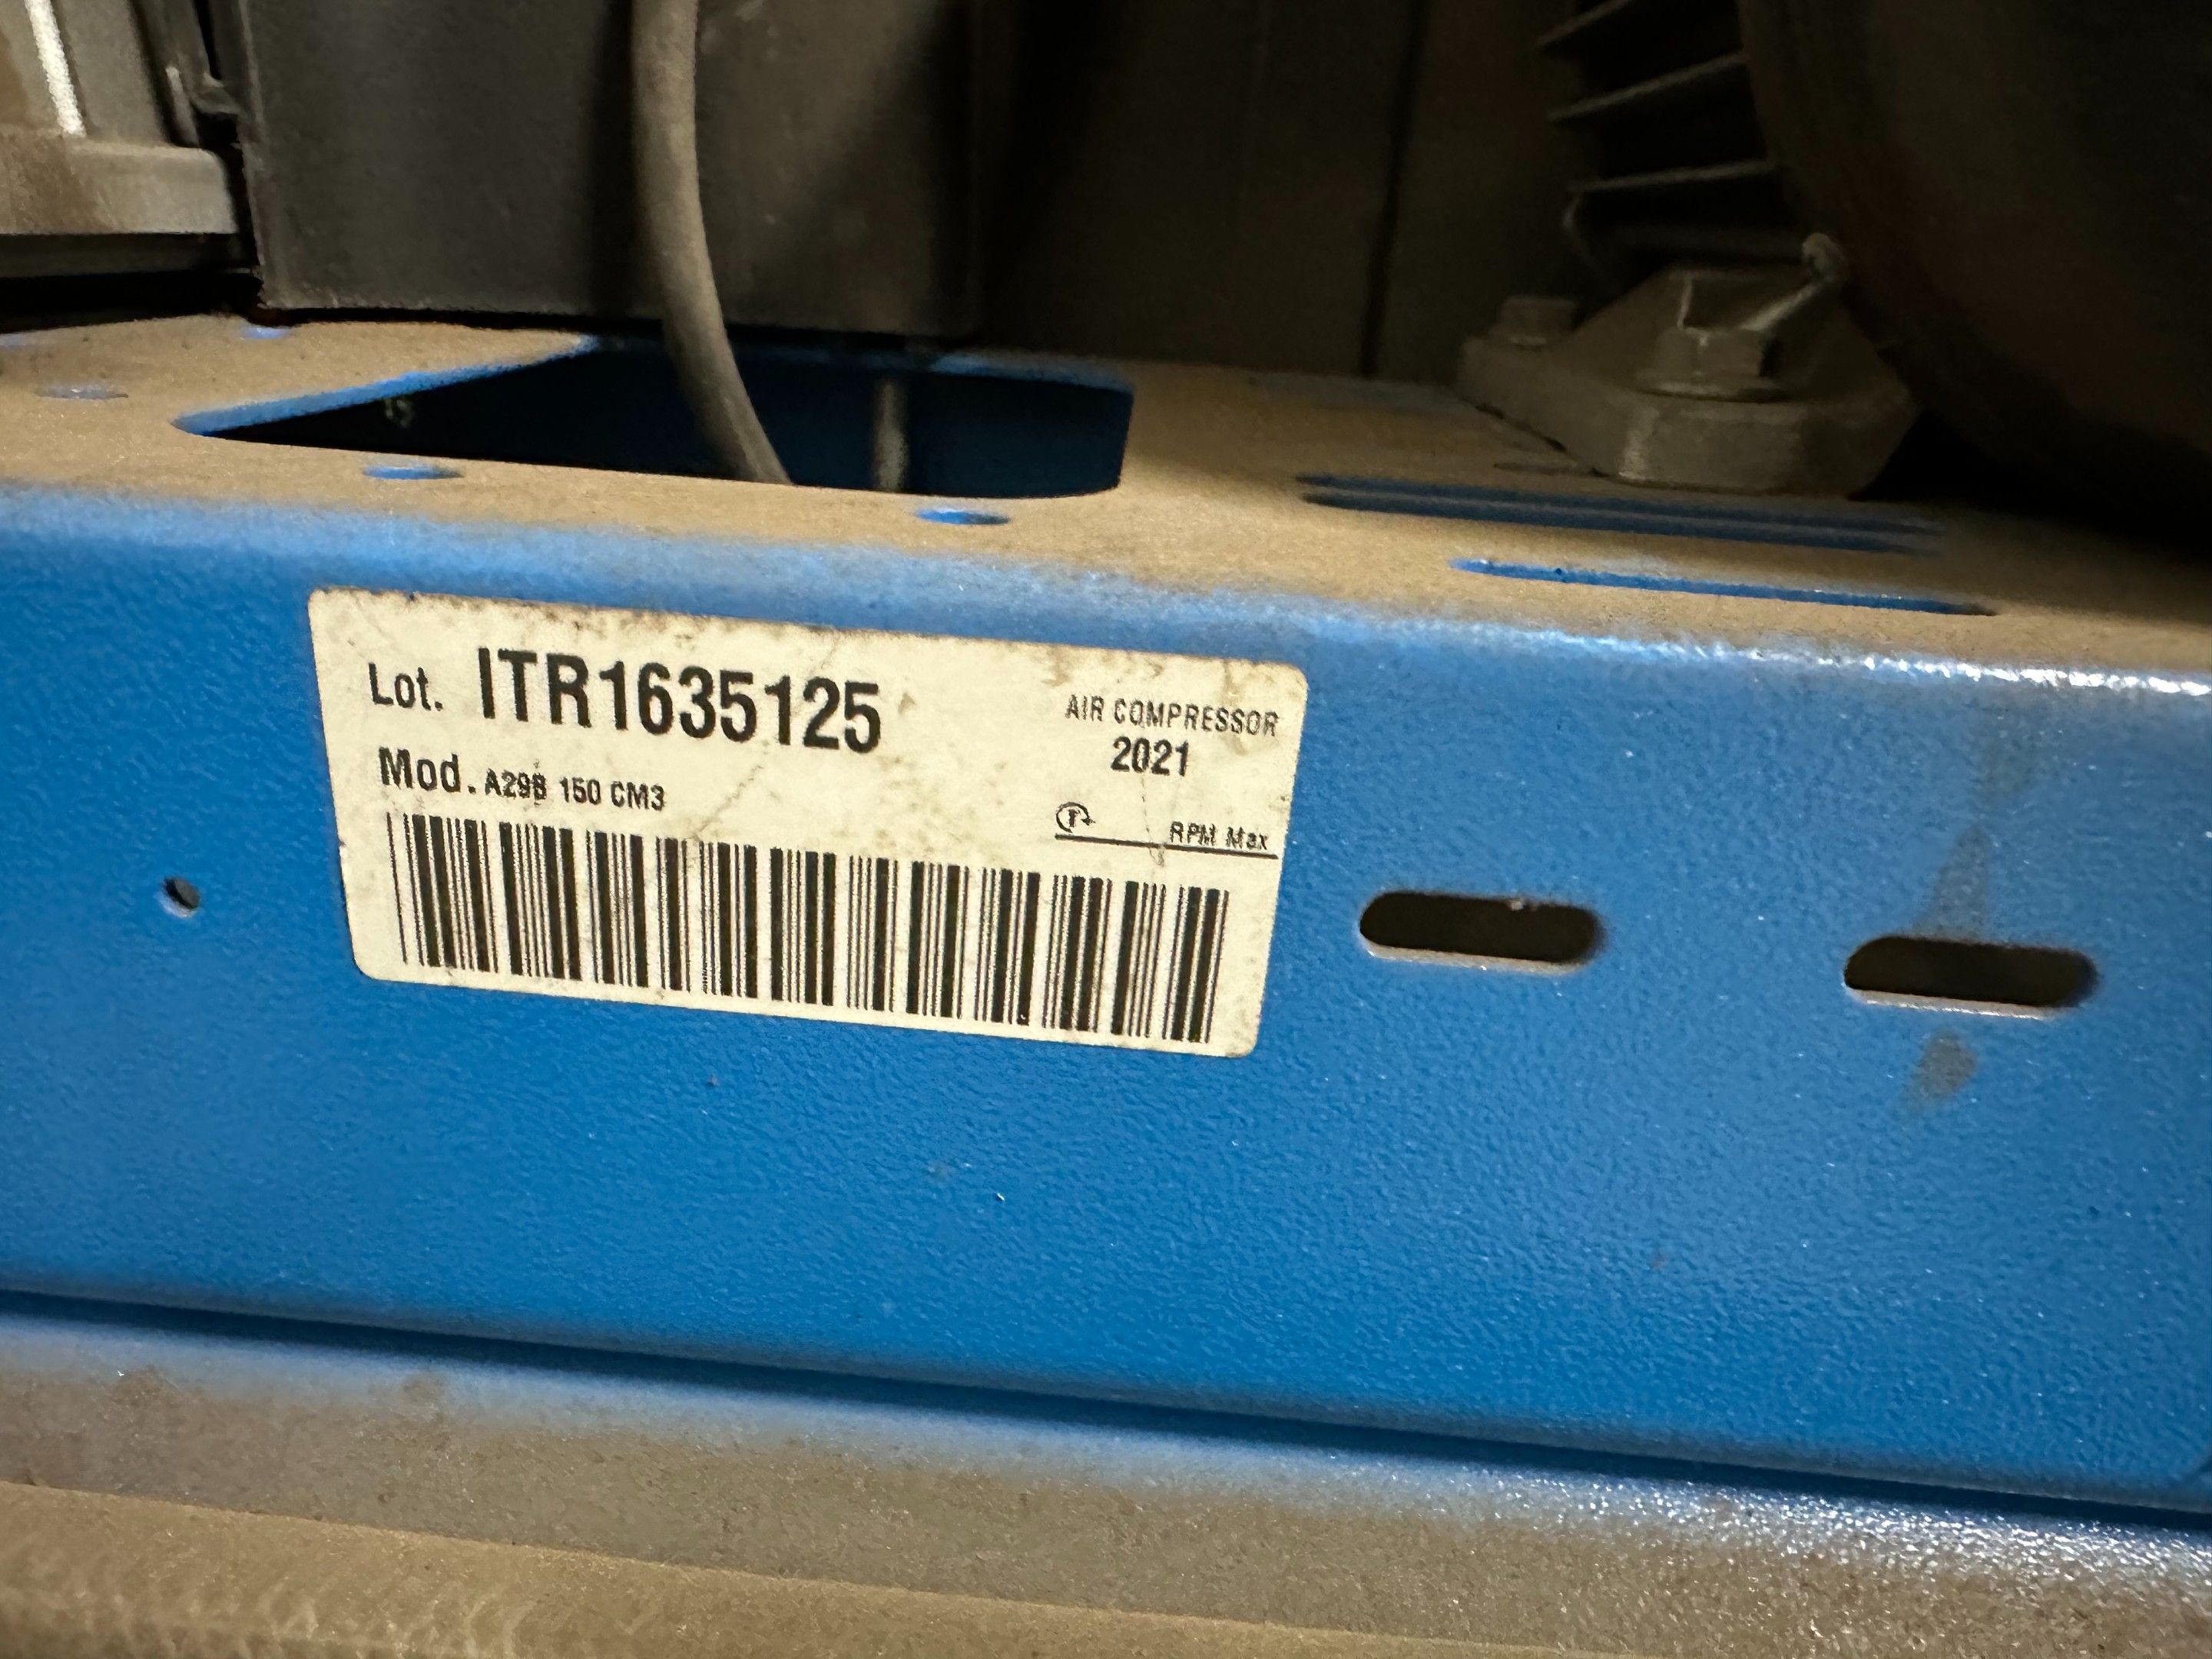 Lot. ITR1635125
AIR COMPRESSOR
2021
Mod. A29B 150 CM3
RPM Max